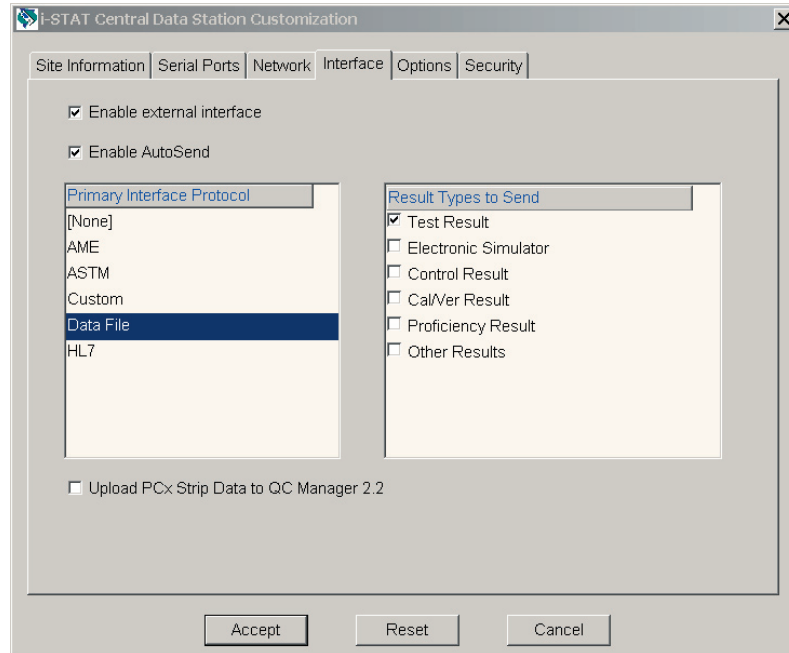 i-STAT Central Data Station Customization
Site Information Serial Ports Network Interface Options Security
Enable external interface
Enable AutoSend
Primary Interface Protocol
[None]
AME
ASTM
Custom
Data File
HL7
Result Types to Send
Test Result
Electronic Simulator
Control Result
Cal/Ver Result
Proficiency Result
Other Results
Upload PCx Strip Data to QC Manager 2.2
Accept Reset Cancel